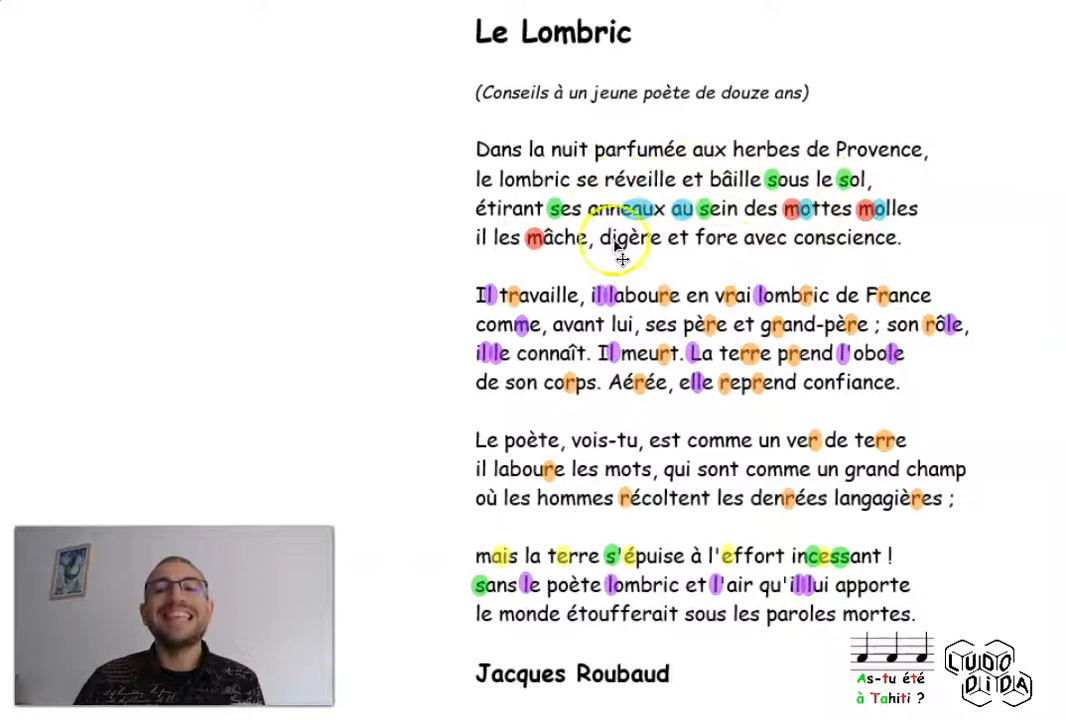 Le Lombric
(Conseils à un jeune poète de douze ans)
Dans la nuit parfumée aux herbes de Provence,
le lombric se réveille et bâille sous le sol,
étirant ses anneaux au sein des mottes molles
il les mâche, digère et fore avec conscience.
Il travaille, il laboure en vrai lombric de France
comme, avant lui, ses père et grand-père ; son rôle,
il le connaît. Il meurt. La terre prend l'obole
de son corps. Aérée, elle reprend confiance.
Le poète, vois-tu, est comme un ver de terre
il laboure les mots, qui sont comme un grand champ
où les hommes récoltent les denrées langagières ;
mais la terre s'épuise à l'effort incessant !
sans le poète lombric et l'air qu'il lui apporte
le monde étoufferait sous les paroles mortes.
Jacques Roubaud
As-tu été
à Tahiti ?
LUDO
DiDA